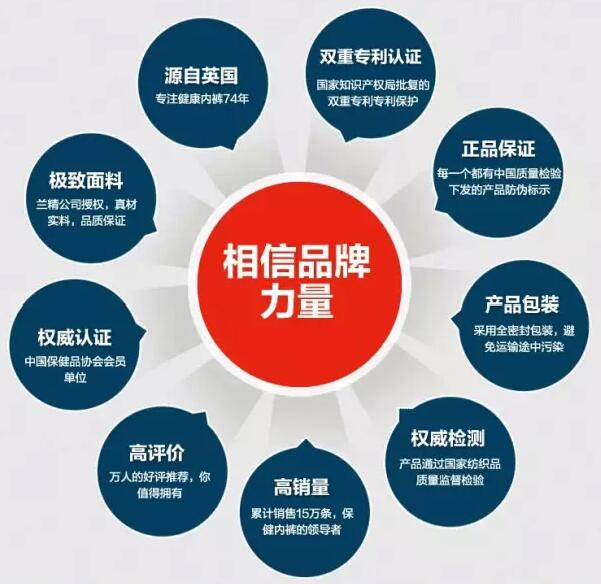 相信品牌
力量
源自英国
专注健康内裤74年
双重专利认证
国家知识产权局批复的
双重专利专利保护
正品保证
每一个都有中国质量检验
下发的产品防伪标示
产品包装
采用全密封包装，避
免运输途中污染
权威检测
产品通过国家纺织品
质量监督检验
高销量
累计销售15万条，保
健内裤的领导者
高评价
万人的好评推荐，你
值得拥有
权威认证
中国保健品协会会员
单位
极致面料
兰精公司授权，真材
实料，品质保证